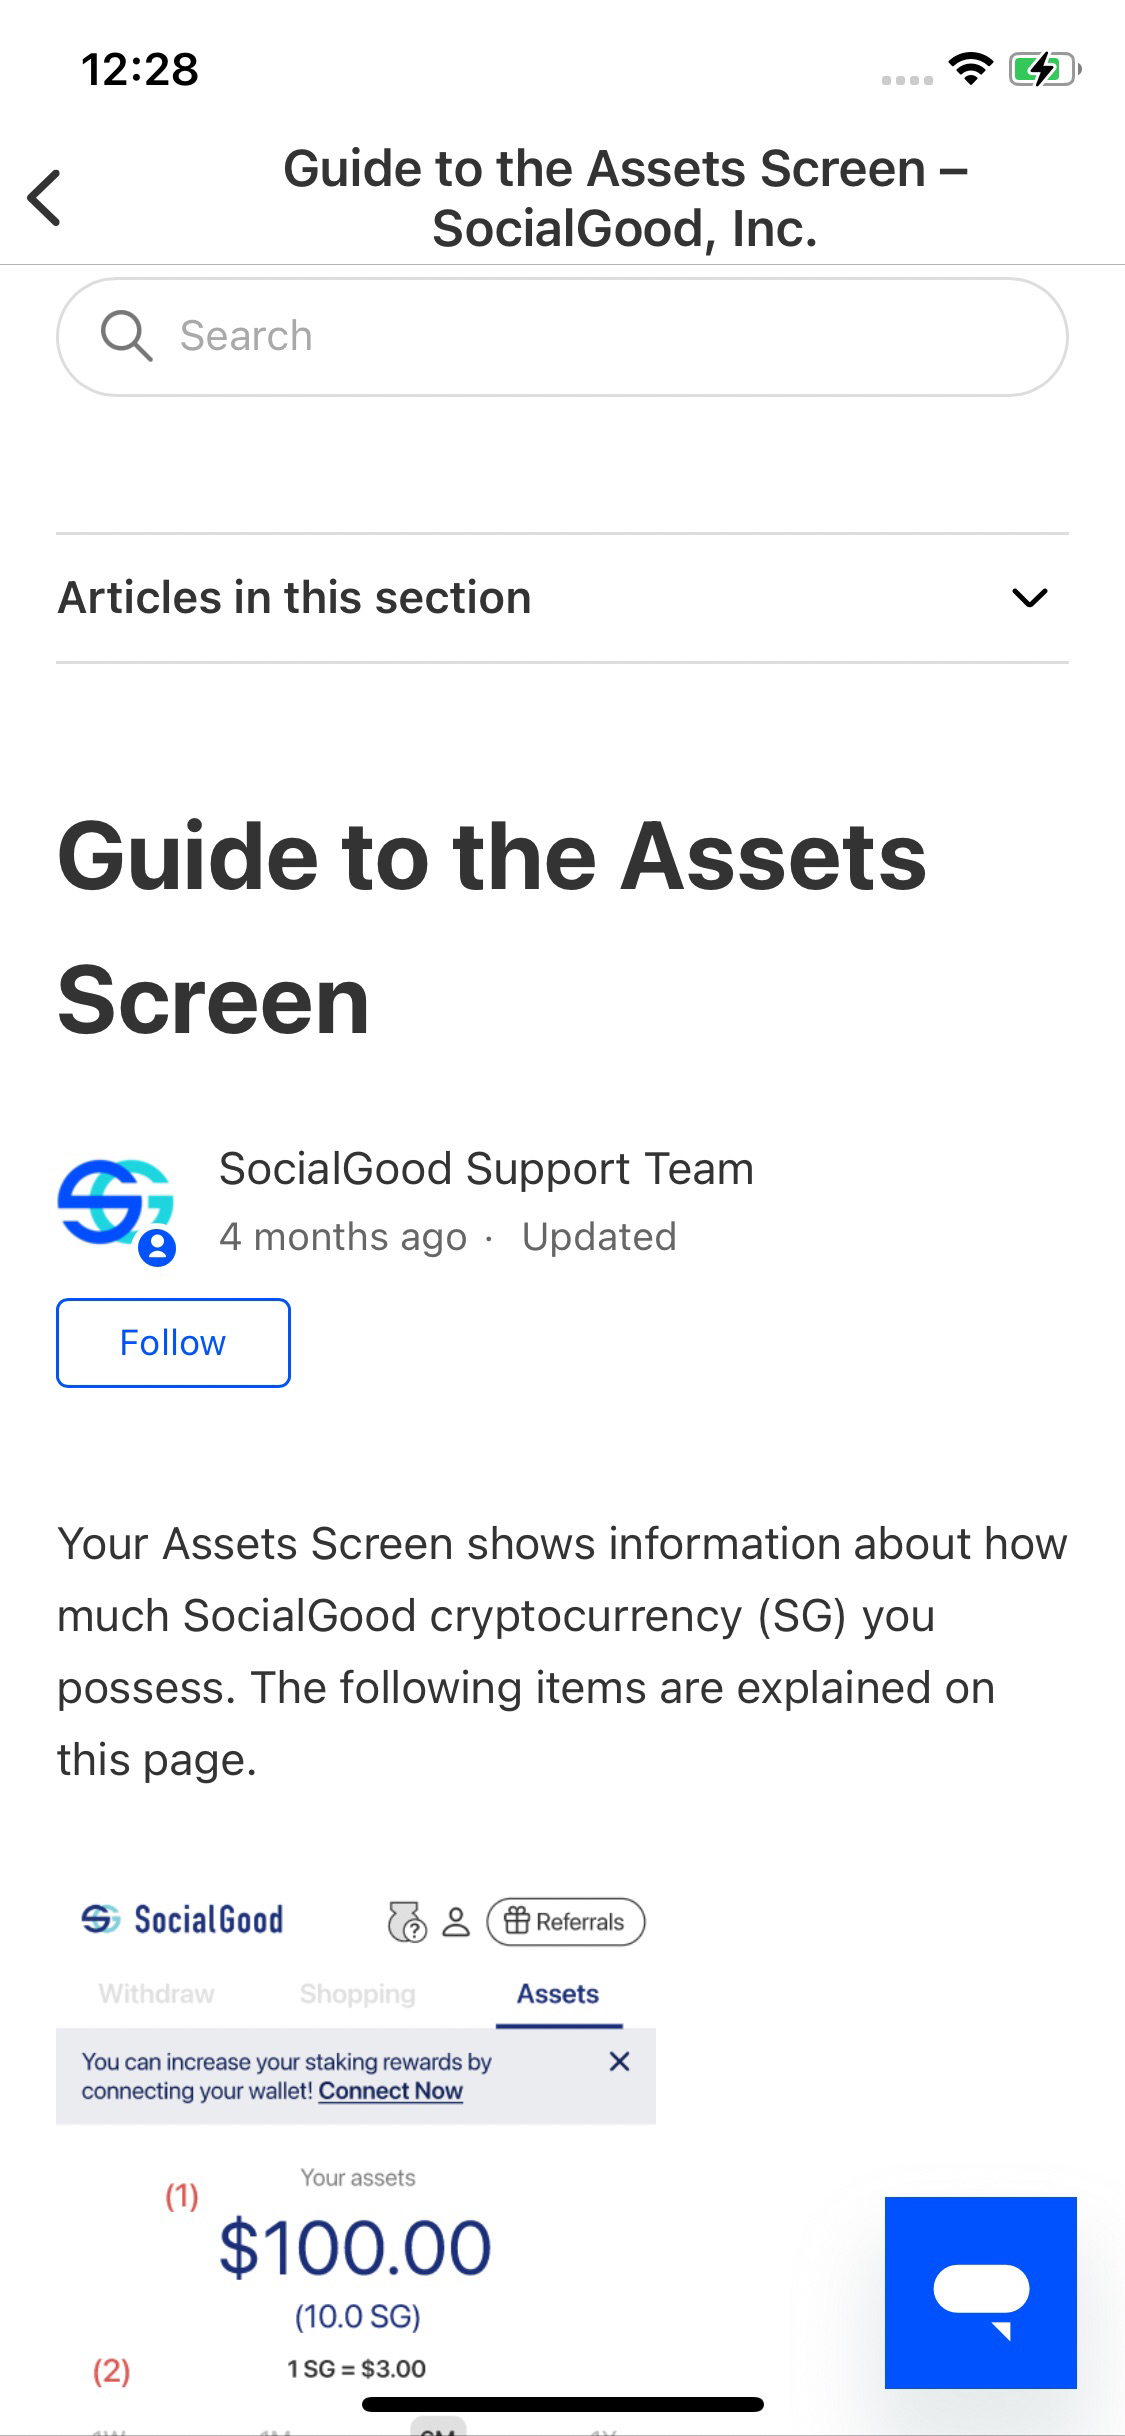 12:28
Guide to the Assets Screen –
SocialGood, Inc.
Search
Articles in this section
Guide to the Assets
Screen
SocialGood Support Team
4 months ago · Updated
Follow
Your Assets Screen shows information about how
much SocialGood cryptocurrency (SG) you
possess. The following items are explained on
this page.
SocialGood
Referrals
Withdraw Shopping Assets
You can increase your staking rewards by
connecting your wallet! Connect Now
Your assets
(1)
$100.00
(10.0 SG)
(2) 1 SG = $3.00